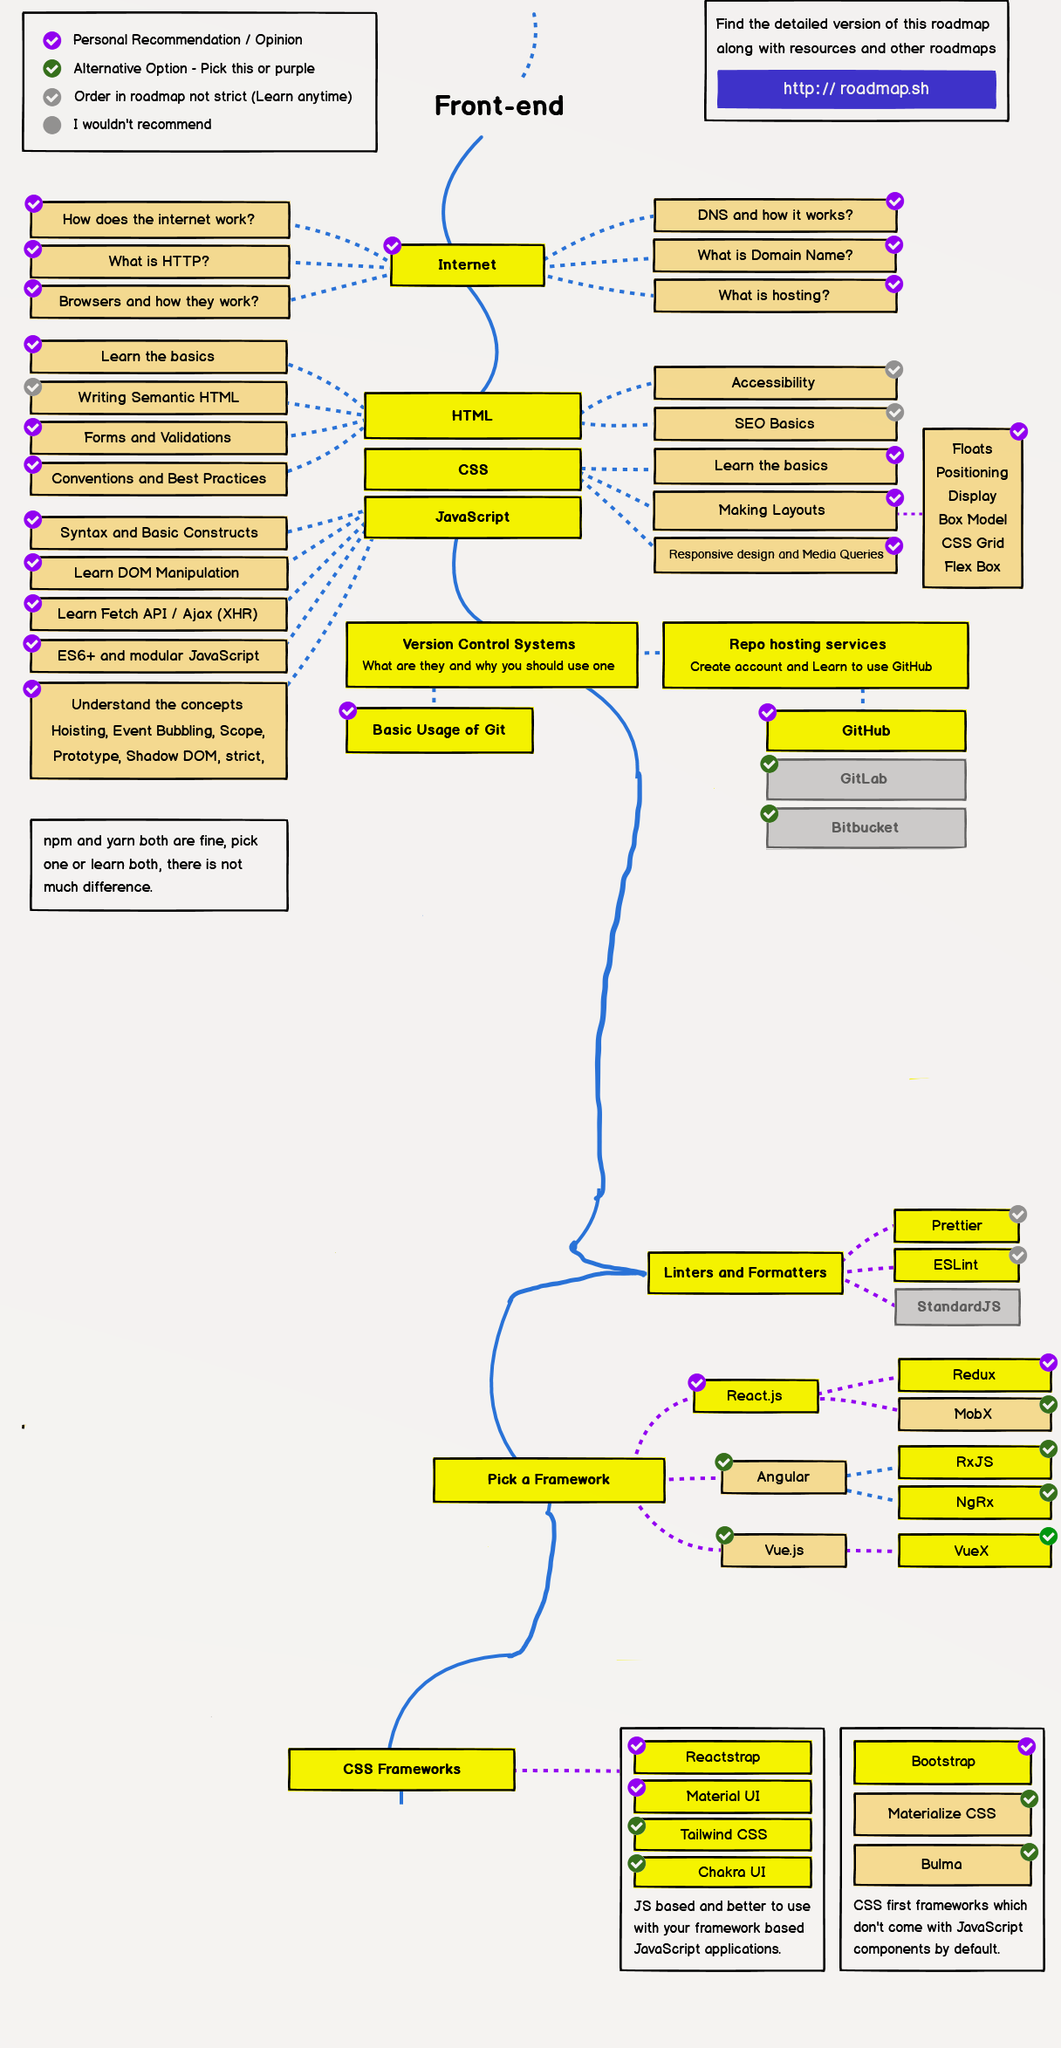 Personal Recommendation / Opinion
Alternative Option - Pick this or purple
Order in roadmap not strict (Learn anytime)
I wouldn't recommend
Find the detailed version of this roadmap
along with resources and other roadmaps
http:// roadmap.sh
Front-end
How does the internet work?
What is HTTP?
Browsers and how they work?
Internet
DNS and how it works?
What is Domain Name?
What is hosting?
Learn the basics
Writing Semantic HTML
Forms and Validations
Conventions and Best Practices
HTML
CSS
JavaScript
Accessibility
SEO Basics
Learn the basics
Making Layouts
Responsive design and Media Queries
Floats
Positioning
Display
Box Model
CSS Grid
Flex Box
Syntax and Basic Constructs
Learn DOM Manipulation
Learn Fetch API / Ajax (XHR)
ES6+ and modular JavaScript
Understand the concepts
Hoisting, Event Bubbling, Scope,
Prototype, Shadow DOM, strict,
Version Control Systems
What are they and why you should use one
Basic Usage of Git
Repo hosting services
Create account and Learn to use GitHub
GitHub
GitLab
Bitbucket
npm and yarn both are fine, pick
one or learn both, there is not
much difference.
Linters and Formatters
Prettier
ESLint
StandardJS
Pick a Framework
React.js
Redux
MobX
Angular
RxJS
NgRx
Vue.js
VueX
CSS Frameworks
Reactstrap
Material UI
Tailwind CSS
Chakra UI
JS based and better to use
with your framework based
JavaScript applications.
Bootstrap
Materialize CSS
Bulma
CSS first frameworks which
don't come with JavaScript
components by default.